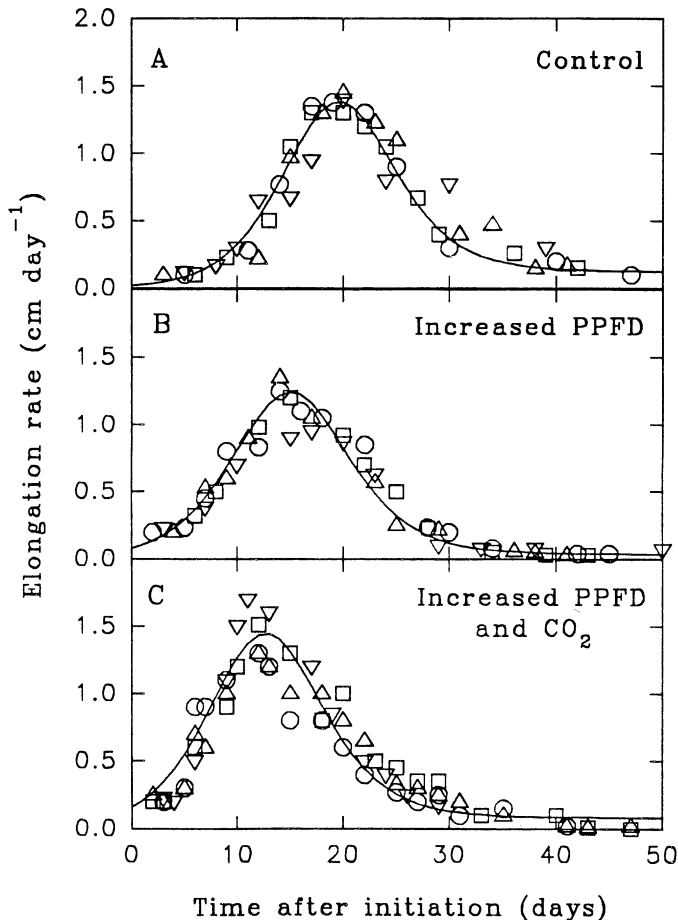 Elongation rate (cm day⁻¹)
2.0
A
Control
1.5
1.0
0.5
0.0
B
Increased PPFD
1.5
1.0
0.5
0.0
C
Increased PPFD
and CO₂
1.5
1.0
0.5
0.0
0 10 20 30 40 50
Time after initiation (days)